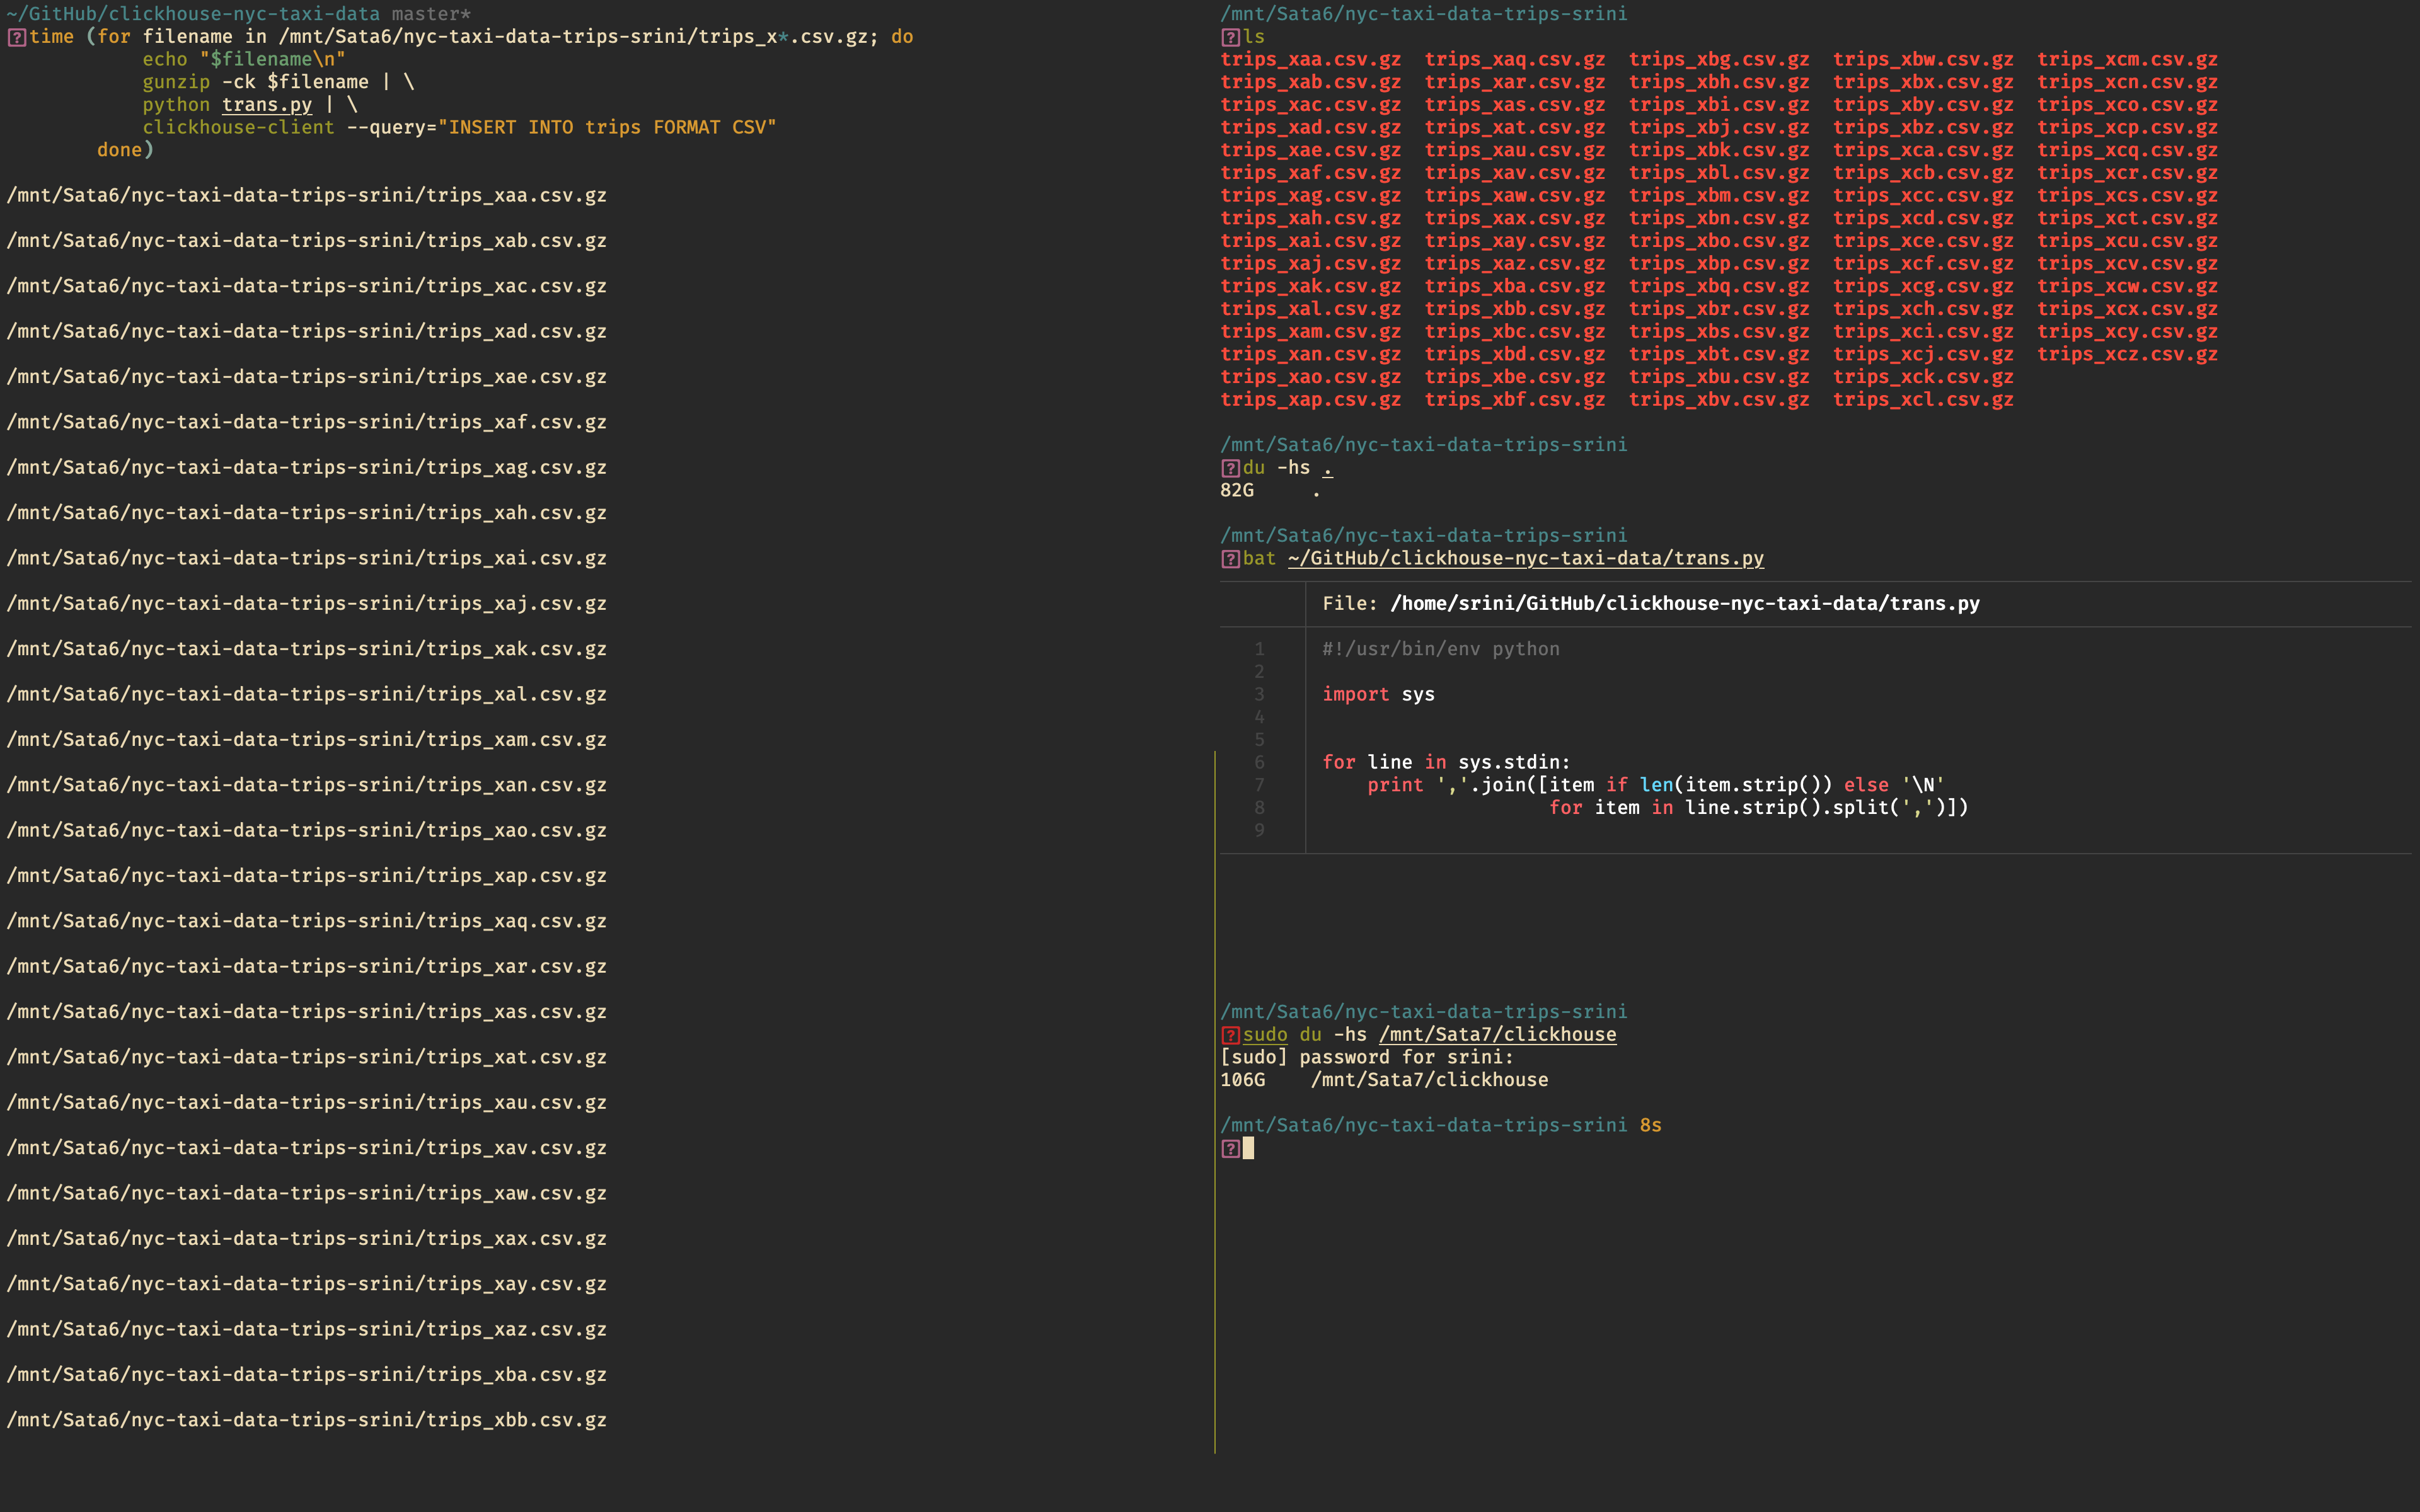 ~/GitHub/clickhouse-nyc-taxi-data master*
?time (for filename in /mnt/Sata6/nyc-taxi-data-trips-srini/trips_x*.csv.gz; do
echo "$filename\n"
gunzip -ck $filename | \
python trans.py | \
clickhouse-client --query="INSERT INTO trips FORMAT CSV"
done)
/mnt/Sata6/nyc-taxi-data-trips-srini/trips_xaa.csv.gz
/mnt/Sata6/nyc-taxi-data-trips-srini/trips_xab.csv.gz
/mnt/Sata6/nyc-taxi-data-trips-srini/trips_xac.csv.gz
/mnt/Sata6/nyc-taxi-data-trips-srini/trips_xad.csv.gz
/mnt/Sata6/nyc-taxi-data-trips-srini/trips_xae.csv.gz
/mnt/Sata6/nyc-taxi-data-trips-srini/trips_xaf.csv.gz
/mnt/Sata6/nyc-taxi-data-trips-srini/trips_xag.csv.gz
/mnt/Sata6/nyc-taxi-data-trips-srini/trips_xah.csv.gz
/mnt/Sata6/nyc-taxi-data-trips-srini/trips_xai.csv.gz
/mnt/Sata6/nyc-taxi-data-trips-srini/trips_xaj.csv.gz
/mnt/Sata6/nyc-taxi-data-trips-srini/trips_xak.csv.gz
/mnt/Sata6/nyc-taxi-data-trips-srini/trips_xal.csv.gz
/mnt/Sata6/nyc-taxi-data-trips-srini/trips_xam.csv.gz
/mnt/Sata6/nyc-taxi-data-trips-srini/trips_xan.csv.gz
/mnt/Sata6/nyc-taxi-data-trips-srini/trips_xao.csv.gz
/mnt/Sata6/nyc-taxi-data-trips-srini/trips_xap.csv.gz
/mnt/Sata6/nyc-taxi-data-trips-srini/trips_xaq.csv.gz
/mnt/Sata6/nyc-taxi-data-trips-srini/trips_xar.csv.gz
/mnt/Sata6/nyc-taxi-data-trips-srini/trips_xas.csv.gz
/mnt/Sata6/nyc-taxi-data-trips-srini/trips_xat.csv.gz
/mnt/Sata6/nyc-taxi-data-trips-srini/trips_xau.csv.gz
/mnt/Sata6/nyc-taxi-data-trips-srini/trips_xav.csv.gz
/mnt/Sata6/nyc-taxi-data-trips-srini/trips_xaw.csv.gz
/mnt/Sata6/nyc-taxi-data-trips-srini/trips_xax.csv.gz
/mnt/Sata6/nyc-taxi-data-trips-srini/trips_xay.csv.gz
/mnt/Sata6/nyc-taxi-data-trips-srini/trips_xaz.csv.gz
/mnt/Sata6/nyc-taxi-data-trips-srini/trips_xba.csv.gz
/mnt/Sata6/nyc-taxi-data-trips-srini/trips_xbb.csv.gz
/mnt/Sata6/nyc-taxi-data-trips-srini
?ls
trips_xaa.csv.gz trips_xaq.csv.gz trips_xbg.csv.gz trips_xbw.csv.gz trips_xcm.csv.gz
trips_xab.csv.gz trips_xar.csv.gz trips_xbh.csv.gz trips_xbx.csv.gz trips_xcn.csv.gz
trips_xac.csv.gz trips_xas.csv.gz trips_xbi.csv.gz trips_xby.csv.gz trips_xco.csv.gz
trips_xad.csv.gz trips_xat.csv.gz trips_xbj.csv.gz trips_xbz.csv.gz trips_xcp.csv.gz
trips_xae.csv.gz trips_xau.csv.gz trips_xbk.csv.gz trips_xca.csv.gz trips_xcq.csv.gz
trips_xaf.csv.gz trips_xav.csv.gz trips_xbl.csv.gz trips_xcb.csv.gz trips_xcr.csv.gz
trips_xag.csv.gz trips_xaw.csv.gz trips_xbm.csv.gz trips_xcc.csv.gz trips_xcs.csv.gz
trips_xah.csv.gz trips_xax.csv.gz trips_xbn.csv.gz trips_xcd.csv.gz trips_xct.csv.gz
trips_xai.csv.gz trips_xay.csv.gz trips_xbo.csv.gz trips_xce.csv.gz trips_xcu.csv.gz
trips_xaj.csv.gz trips_xaz.csv.gz trips_xbp.csv.gz trips_xcf.csv.gz trips_xcv.csv.gz
trips_xak.csv.gz trips_xba.csv.gz trips_xbq.csv.gz trips_xcg.csv.gz trips_xcw.csv.gz
trips_xal.csv.gz trips_xbb.csv.gz trips_xbr.csv.gz trips_xch.csv.gz trips_xcx.csv.gz
trips_xam.csv.gz trips_xbc.csv.gz trips_xbs.csv.gz trips_xci.csv.gz trips_xcy.csv.gz
trips_xan.csv.gz trips_xbd.csv.gz trips_xbt.csv.gz trips_xcj.csv.gz trips_xcz.csv.gz
trips_xao.csv.gz trips_xbe.csv.gz trips_xbu.csv.gz trips_xck.csv.gz
trips_xap.csv.gz trips_xbf.csv.gz trips_xbv.csv.gz trips_xcl.csv.gz
/mnt/Sata6/nyc-taxi-data-trips-srini
?du -hs .
82G .
/mnt/Sata6/nyc-taxi-data-trips-srini
?bat ~/GitHub/clickhouse-nyc-taxi-data/trans.py
File: /home/srini/GitHub/clickhouse-nyc-taxi-data/trans.py
1 #!/usr/bin/env python
2
3 import sys
4
5
6 for line in sys.stdin:
7 print ','.join([item if len(item.strip()) else '\N'
8 for item in line.strip().split(',')])
9
/mnt/Sata6/nyc-taxi-data-trips-srini
?sudo du -hs /mnt/Sata7/clickhouse
[sudo] password for srini:
106G /mnt/Sata7/clickhouse
/mnt/Sata6/nyc-taxi-data-trips-srini 8s
?